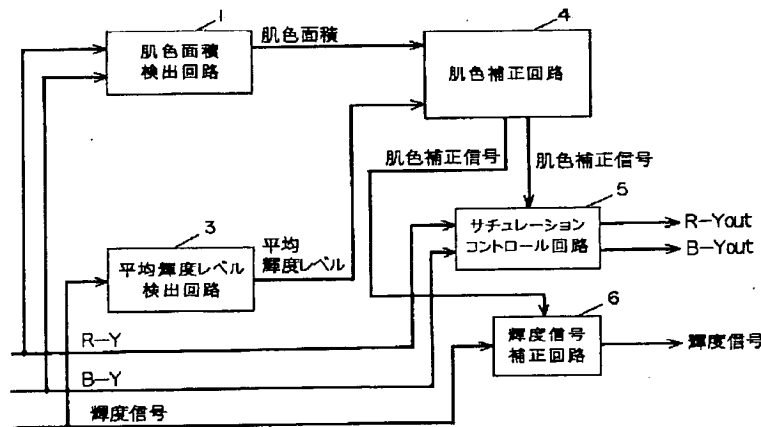 1
肌色面積
検出回路
肌色面積
4
肌色補正回路
肌色補正信号
肌色補正信号
3
平均輝度レベル
検出回路
平均
輝度レベル
5
サチュレーション
コントロール回路
R-Yout
B-Yout
6
輝度信号
補正回路
輝度信号
R-Y
B-Y
輝度信号